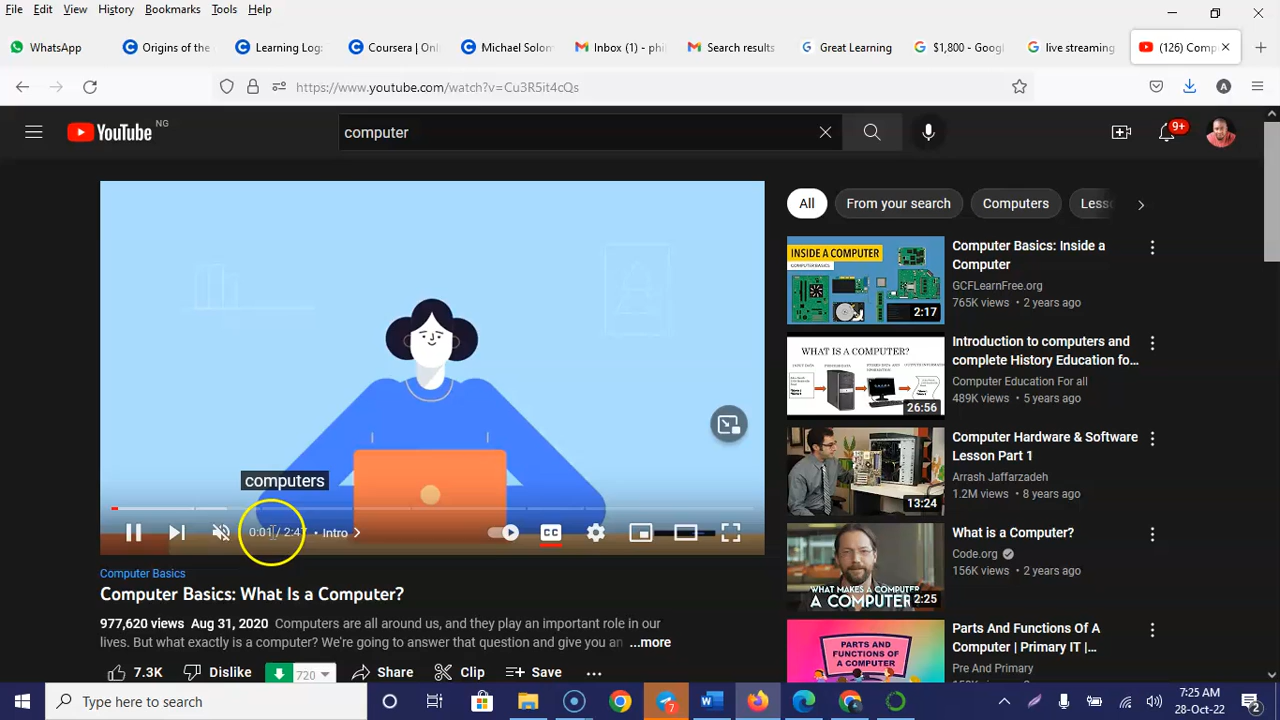 File Edit View History Bookmarks Tools Help
WhatsApp Origins of the Learning Log: Coursera | Onl Michael Solom Inbox (1) - phi Search results Great Learning $1,800 - Googl live streaming (126) Comp
https://www.youtube.com/watch?v=Cu3R5it4cQs A
YouTube NG computer 9+
All From your search Computers Less
INSIDE A COMPUTER
COMPUTER BASICS
2:17
Computer Basics: Inside a
Computer
GCFLearnFree.org
765K views • 2 years ago
WHAT IS A COMPUTER?
26:56
Introduction to computers and
complete History Education fo...
Computer Education For all
489K views • 5 years ago
13:24
Computer Hardware & Software
Lesson Part 1
Arrash Jaffarzadeh
1.2M views • 8 years ago
computers
0:01 / 2:47 • Intro
CC
WHAT MAKES A COMPUTER,
A COMPUTER
2:25
What is a Computer?
Code.org
156K views • 2 years ago
Computer Basics
Computer Basics: What Is a Computer?
977,620 views Aug 31, 2020 Computers are all around us, and they play an important role in our
lives. But what exactly is a computer? We're going to answer that question and give you an ...more
Dislike 720 Share Clip Save
PARTS AND
FUNCTIONS OF
A COMPUTER
Parts And Functions Of A
Computer | Primary IT |...
Pre And Primary
Type here to search
7
2:25 AM
28-Oct-22
2